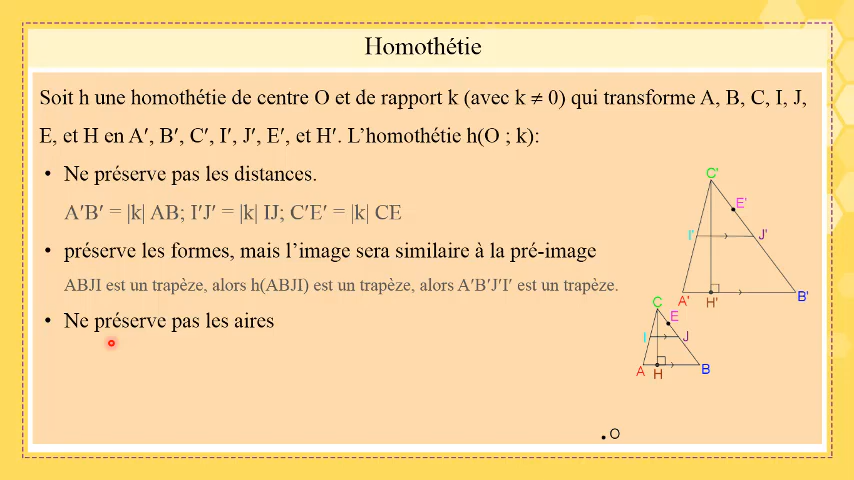 Homothétie
Soit h une homothétie de centre O et de rapport k (avec k ≠ 0) qui transforme A, B, C, I, J,
E, et H en A′, B′, C′, I′, J′, E′, et H′. L’homothétie h(O ; k):
• Ne préserve pas les distances.
A′B′ = |k| AB; I′J′ = |k| IJ; C′E′ = |k| CE
• préserve les formes, mais l’image sera similaire à la pré-image
ABJI est un trapèze, alors h(ABJI) est un trapèze, alors A′B′J′I′ est un trapèze.
• Ne préserve pas les aires
C'
E'
I'
J'
A'
H'
B'
C
E
I
J
A
H
B
O